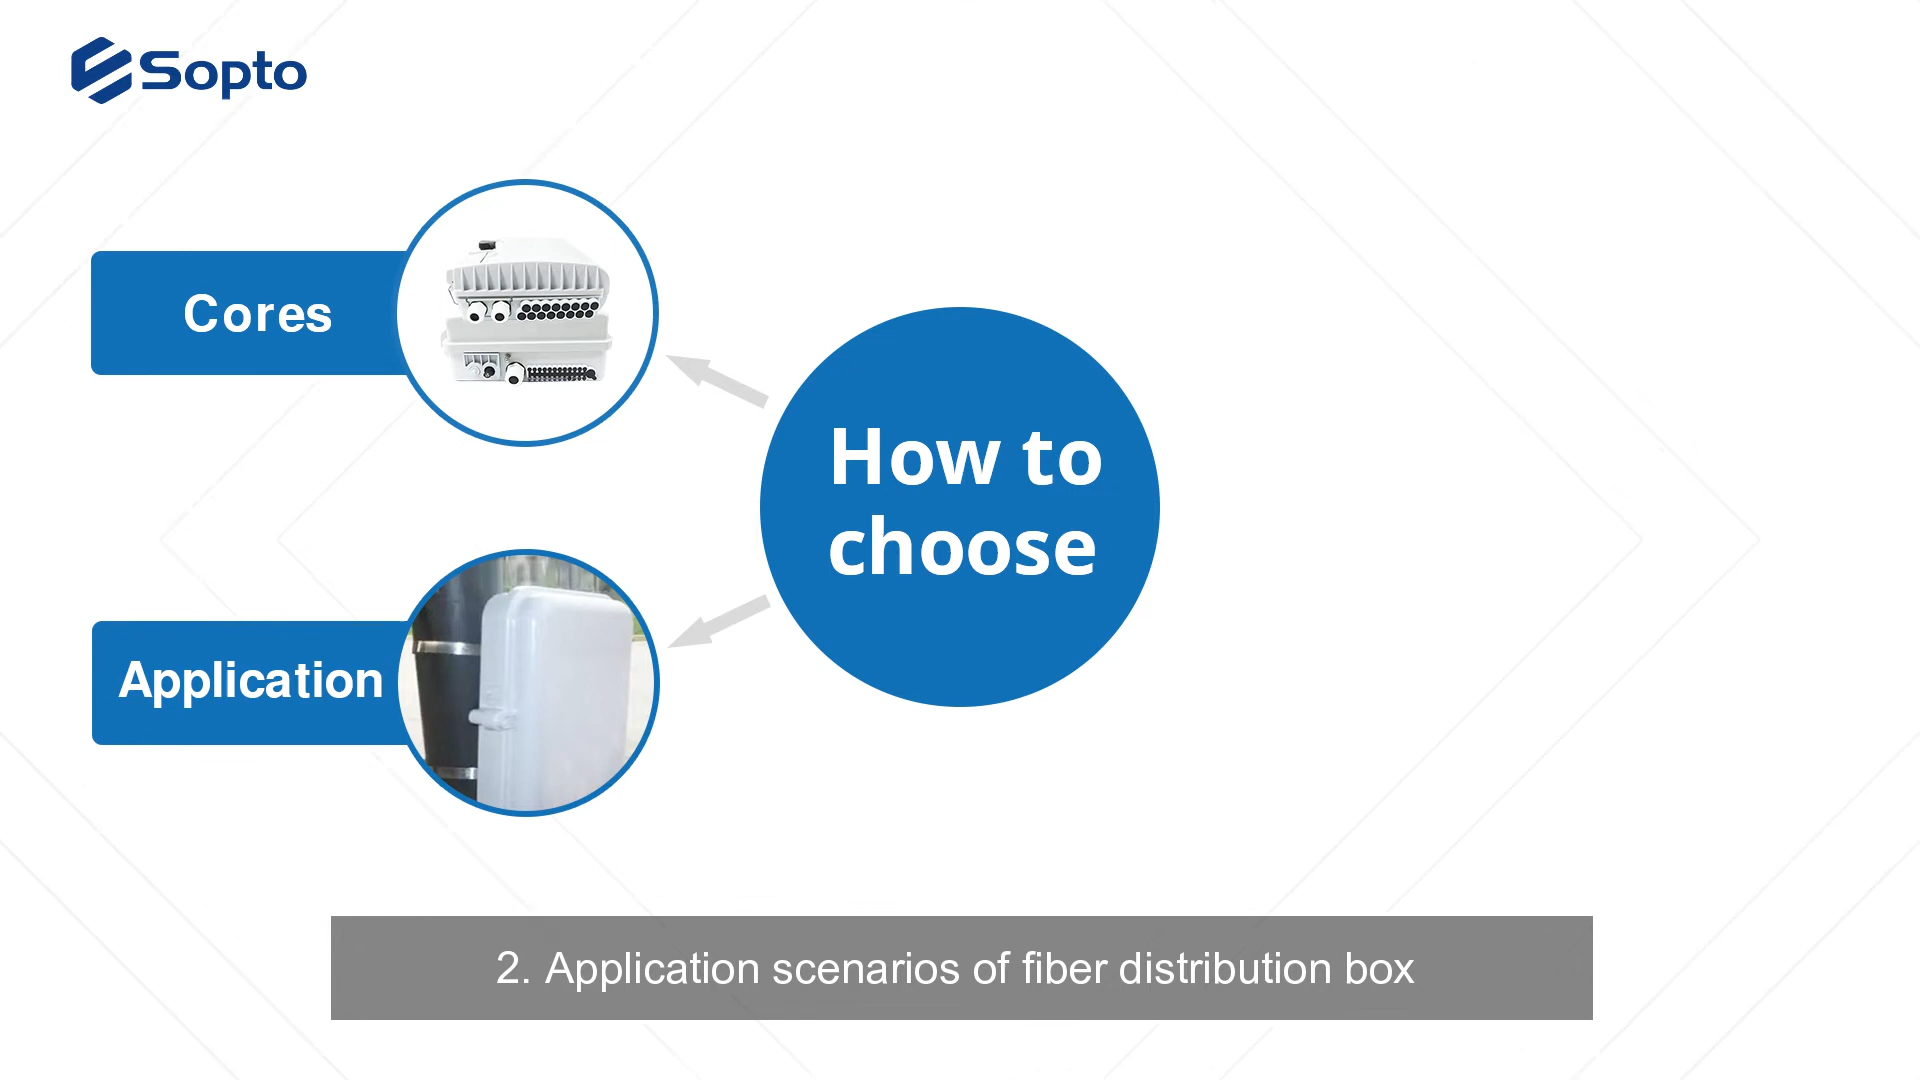 Sopto
Cores
How to
choose
Application
2. Application scenarios of fiber distribution box